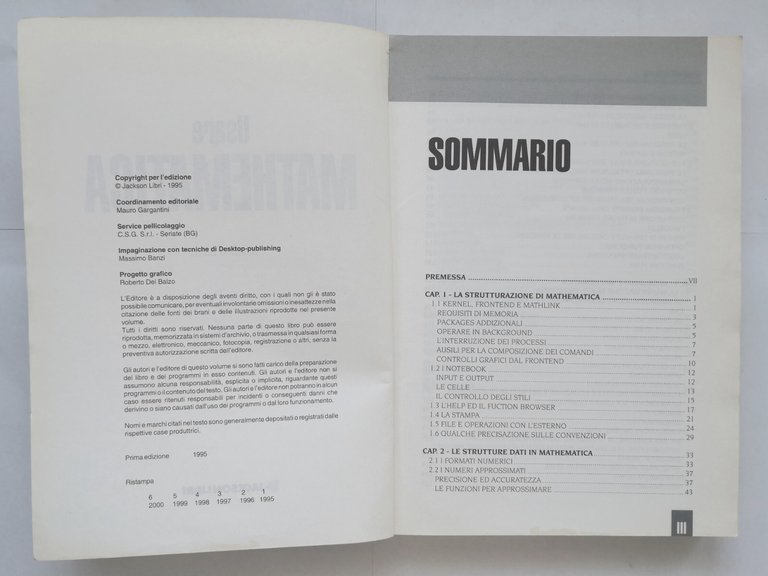 Usare
MATHEMATICA
Copyright per l'edizione
© Jackson Libri - 1995
Coordinamento editoriale
Mauro Gargantini
Service pellicolaggio
C.S.G. S.r.l. - Seriste (BG)
Impaginazione con tecniche di Desktop-publishing
Massimo Banzi
Progetto grafico
Roberto Del Balzo
L'Editore è a disposizione degli aventi diritto, con i quali non gli è stato
possibile comunicare, per eventuali involontarie omissioni o inesattezze nella
citazione delle fonti dei brani e delle illustrazioni riprodotte nel presente
volume.
Tutti i diritti sono riservati. Nessuna parte di questo libro può essere
riprodotta, memorizzata in sistemi d'archivio, o trasmessa in qualsiasi forma
o mezzo, elettronico, meccanico, fotocopia, registrazione o altri, senza la
preventiva autorizzazione scritta dell'editore.
Gli autori e l'editore di questo volume si sono fatti carico della preparazione
del libro e dei programmi in esso contenuti. Gli autori e l'editore non si
assumono alcuna responsabilità, esplicita o implicita, riguardante questi
programmi o il contenuto del testo. Gli autori e l'editore non potranno in alcun
caso essere ritenuti responsabili per incidenti o conseguenti danni che
derivino o siano causati dall'uso dei programmi o dal loro funzionamento.
Nomi e marchi citati nel testo sono generalmente depositati o registrati dalle
rispettive case produttrici.
Prima edizione 1995
Ristampa
6 5 4 3 2 1
2000 1999 1998 1997 1996 1995
JACKSON LIBRI
SOMMARIO
PREMESSA VII
CAP. 1 - LA STRUTTURAZIONE DI MATHEMATICA 1
1.1 I KERNEL, FRONTEND E MATHLINK 1
REQUISITI DI MEMORIA 3
PACKAGES ADDIZIONALI 5
OPERARE IN BACKGROUND 5
L'INTERRUZIONE DEI PROCESSI 7
AUSILI PER LA COMPOSIZIONE DEI COMANDI 7
CONTROLLI GRAFICI DAL FRONTEND 10
1.2 I NOTEBOOK 12
INPUT E OUTPUT 12
LE CELLE 13
IL CONTROLLO DEGLI STILI 15
1.3 L'HELP ED IL FUCTION BROWSER 17
1.4 LA STAMPA 21
1.5 FILE E OPERAZIONI CON L'ESTERNO 24
1.6 QUALCHE PRECISAZIONE SULLE CONVENZIONI 29
CAP. 2 - LE STRUTTURE DATI IN MATHEMATICA 33
2.1 I FORMATI NUMERICI 33
2.2 I NUMERI APPROSSIMATI 37
PRECISIONE ED ACCURATEZZA 37
LE FUNZIONI PER APPROSSIMARE 43
III